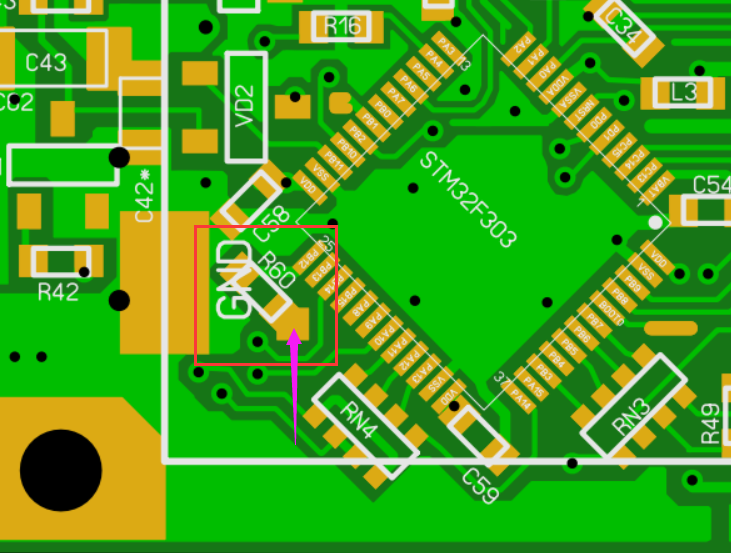 R16
C34
C43
VD2
L3
C42*
STM32F303
C58
C54
GND
R60
R42
RN4
RN3
R49
C59
PA3
PA4
PA5
PA6
PA7
PB0
PB1
PB2
PB10
PB11
VSS
VDD
13
PA2
PA1
PA0
VDDA
VSSA
NRST
PD0
PD1
PC15
PC14
PC13
VBAT
1
25
PB12
PB13
PB15
PA8
PA9
PA10
PA11
PA12
PA13
VSS
VDD
VDD
VSS
PB9
PB8
BOOT0
PB7
PB6
PB5
PB4
PB3
PA15
PA14
37